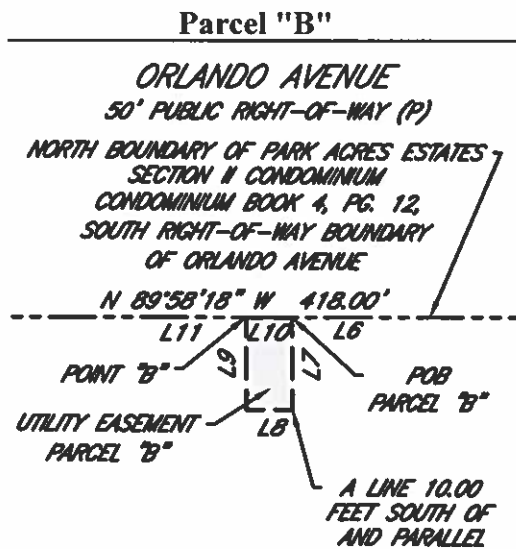 Parcel "B"
ORLANDO AVENUE
50' PUBLIC RIGHT-OF-WAY (P)
NORTH BOUNDARY OF PARK ACRES ESTATES
SECTION II CONDOMINIUM
CONDOMINIUM BOOK 4, PG. 12,
SOUTH RIGHT-OF-WAY BOUNDARY
OF ORLANDO AVENUE
N 89°58'18" W 418.00'
L11 L10 L6
L9 L7
POINT "B"
POB
PARCEL "B"
UTILITY EASEMENT
PARCEL "B"
L8
A LINE 10.00
FEET SOUTH OF
AND PARALLEL